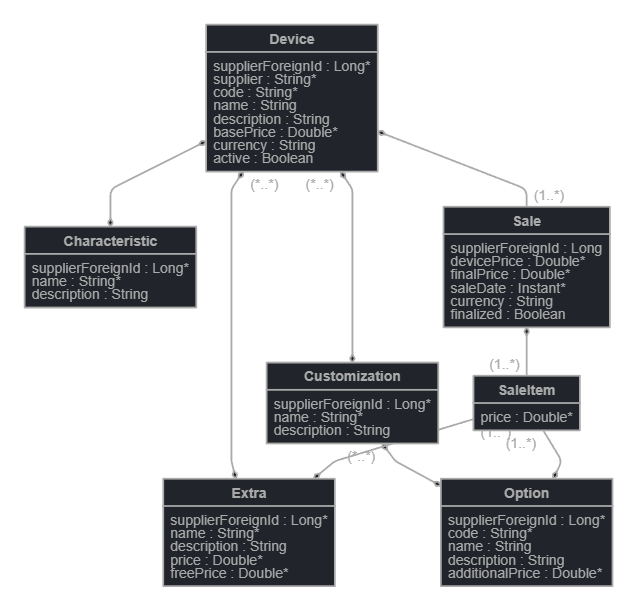 Device
supplierForeignId : Long*
supplier : String*
code : String*
name : String
description : String
basePrice : Double*
currency : String
active : Boolean
(*..*)
(*..*)
(1..*)
Characteristic
supplierForeignId : Long*
name : String*
description : String
Sale
supplierForeignId : Long
devicePrice : Double*
finalPrice : Double*
saleDate : Instant*
currency : String
finalized : Boolean
(1..*)
Customization
supplierForeignId : Long*
name : String*
description : String
SaleItem
price : Double*
(1..*)
(1..*)
(*..*)
Extra
supplierForeignId : Long*
name : String*
description : String
price : Double*
freePrice : Double*
Option
supplierForeignId : Long*
code : String*
name : String
description : String
additionalPrice : Double*